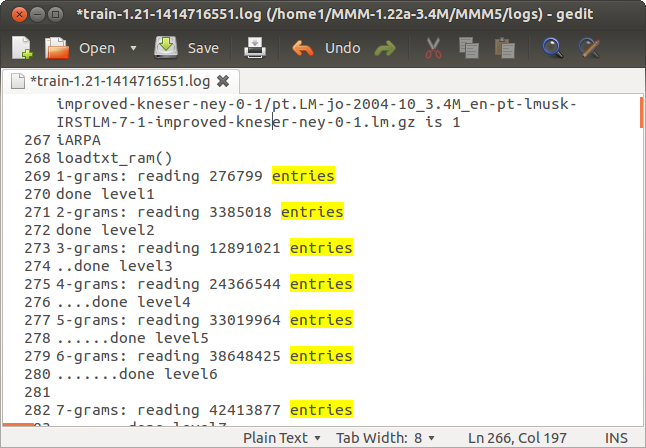 *train-1.21-1414716551.log (/home1/MMM-1.22a-3.4M/MMM5/logs) - gedit
Open Save Undo
*train-1.21-1414716551.log
improved-kneser-ney-0-1/pt.LM-jo-2004-10_3.4M_en-pt-lmusk-
IRSTLM-7-1-improved-kneser-ney-0-1.lm.gz is 1
267 iARPA
268 loadtxt_ram()
269 1-grams: reading 276799 entries
270 done level1
271 2-grams: reading 3385018 entries
272 done level2
273 3-grams: reading 12891021 entries
274 ..done level3
275 4-grams: reading 24366544 entries
276 ....done level4
277 5-grams: reading 33019964 entries
278 ......done level5
279 6-grams: reading 38648425 entries
280 .......done level6
281
282 7-grams: reading 42413877 entries
Plain Text Tab Width: 8 Ln 266, Col 197 INS